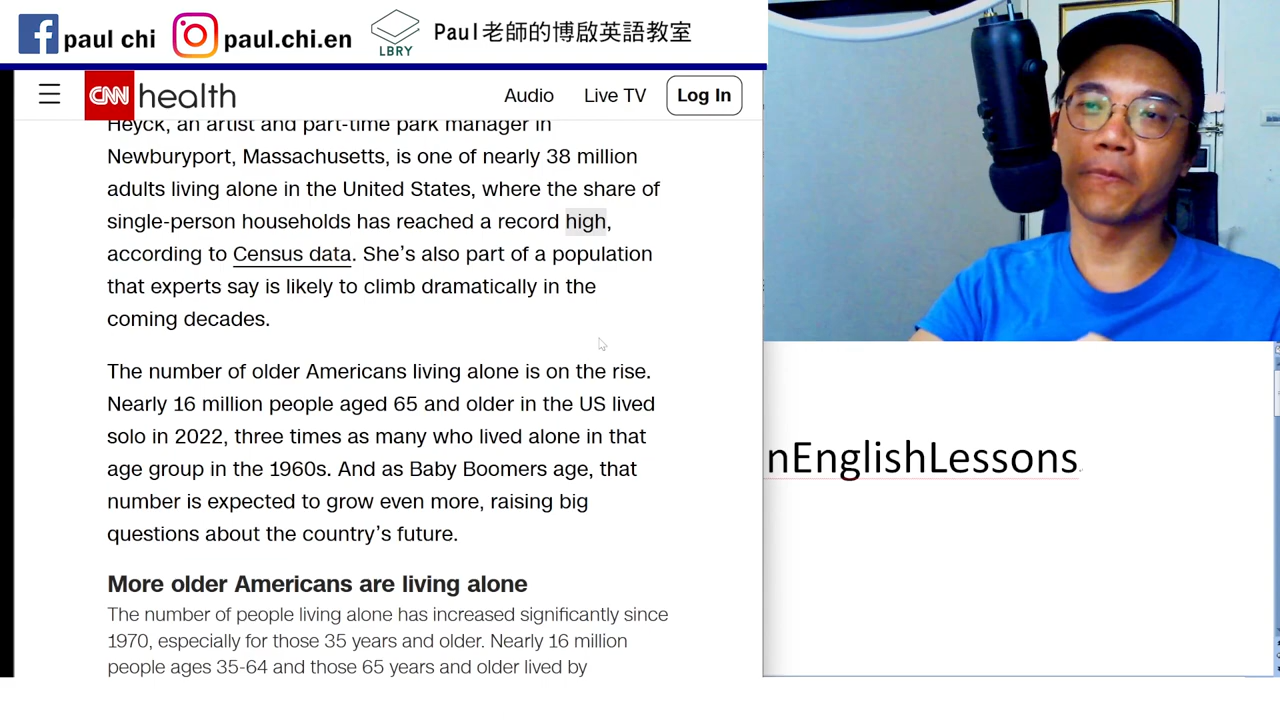 paul chi
paul.chi.en
LBRY
Paul老師的博啟英語教室
CNN health
Audio
Live TV
Log In
Heyck, an artist and part-time park manager in
Newburyport, Massachusetts, is one of nearly 38 million
adults living alone in the United States, where the share of
single-person households has reached a record high,
according to Census data. She’s also part of a population
that experts say is likely to climb dramatically in the
coming decades.
The number of older Americans living alone is on the rise.
Nearly 16 million people aged 65 and older in the US lived
solo in 2022, three times as many who lived alone in that
age group in the 1960s. And as Baby Boomers age, that
number is expected to grow even more, raising big
questions about the country’s future.
More older Americans are living alone
The number of people living alone has increased significantly since
1970, especially for those 35 years and older. Nearly 16 million
people ages 35-64 and those 65 years and older lived by
nEnglishLessons